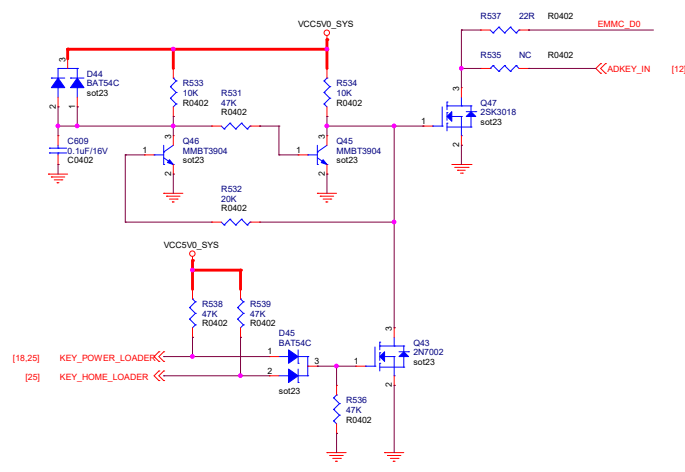 VCC5V0_SYS
R537 22R R0402
EMMC_D0
R535 NC R0402
ADKEY_IN [12]
3
D44
BAT54C
sot23
2
1
R533
10K
R0402
R531
47K
R0402
R534
10K
R0402
3
Q47
2SK3018
sot23
1
2
C609
0.1uF/16V
C0402
3
Q46
MMBT3904
sot23
1
2
3
Q45
MMBT3904
sot23
1
2
R532
20K
R0402
VCC5V0_SYS
R538
47K
R0402
R539
47K
R0402
D45
BAT54C
1
2
3
sot23
3
Q43
2N7002
sot23
1
2
[18,25] KEY_POWER_LOADER
[25] KEY_HOME_LOADER
R536
47K
R0402